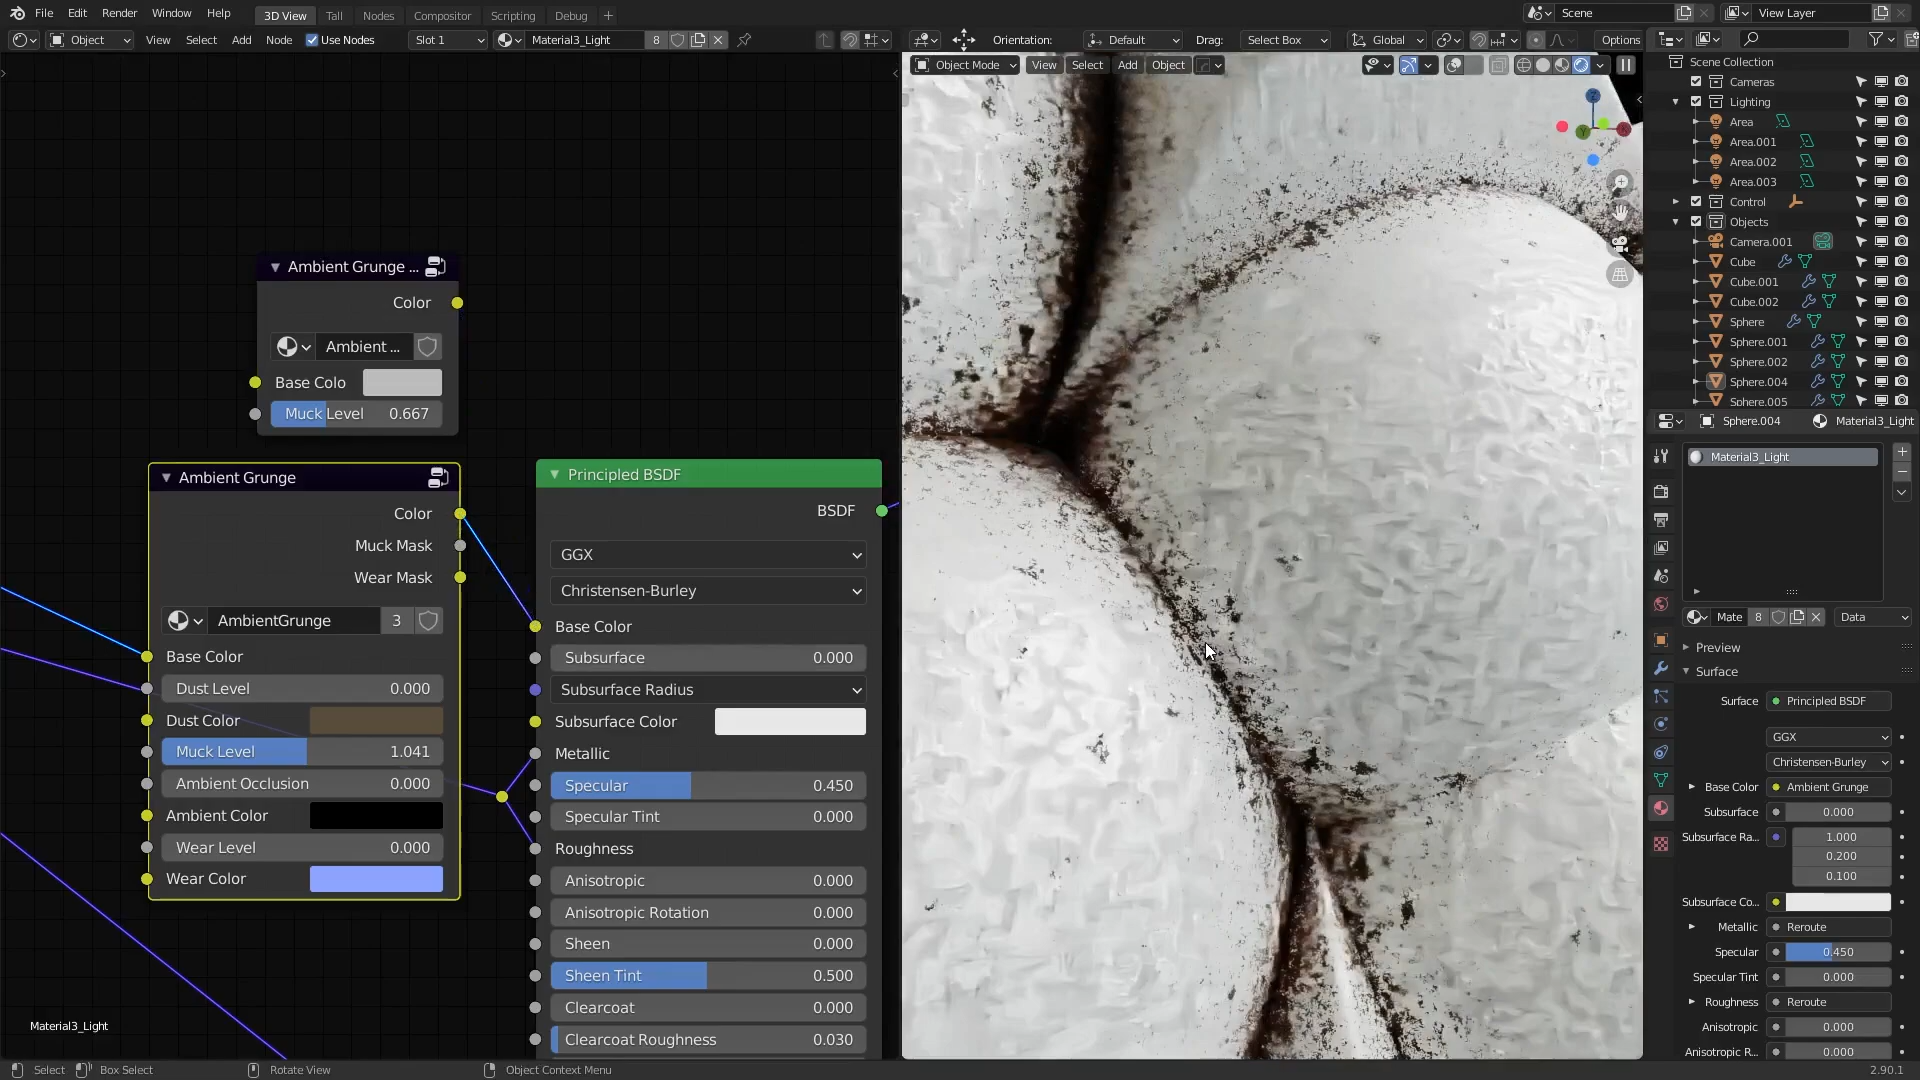 File Edit Render Window Help 3D View Tall Nodes Compositor Scripting Debug + Scene View Layer
Object View Select Add Node Use Nodes Slot 1 Material3_Light 8 Orientation: Default Drag: Select Box Global Options
Object Mode View Select Add Object
Ambient Grunge ...
Color
Ambient ...
Base Colo
Muck Level 0.667
Ambient Grunge
Color
Muck Mask
Wear Mask
AmbientGrunge 3
Base Color
Dust Level 0.000
Dust Color
Muck Level 1.041
Ambient Occlusion 0.000
Ambient Color
Wear Level 0.000
Wear Color
Principled BSDF
BSDF
GGX
Christensen-Burley
Base Color
Subsurface 0.000
Subsurface Radius
Subsurface Color
Metallic
Specular 0.450
Specular Tint 0.000
Roughness
Anisotropic 0.000
Anisotropic Rotation 0.000
Sheen 0.000
Sheen Tint 0.500
Clearcoat 0.000
Clearcoat Roughness 0.030
Material3_Light
Z
Y
Scene Collection
Cameras
Lighting
Area
Area.001
Area.002
Area.003
Control
Objects
Camera.001
Cube
Cube.001
Cube.002
Sphere
Sphere.001
Sphere.002
Sphere.004
Sphere.005
Sphere.004 Material3_Light
Material3_Light
Mate 8 Data
Preview
Surface
Surface Principled BSDF
GGX
Christensen-Burley
Base Color Ambient Grunge
Subsurface 0.000
Subsurface Ra... 1.000
0.200
0.100
Subsurface Co...
Metallic Reroute
Specular 0.450
Specular Tint 0.000
Roughness Reroute
Anisotropic 0.000
Anisotropic R... 0.000
Select Box Select Rotate View Object Context Menu 2.90.1